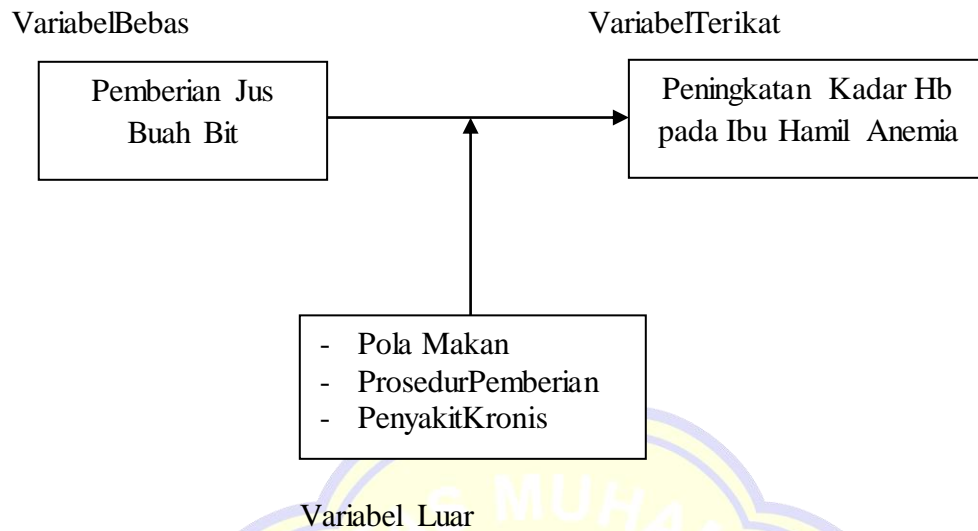 VariabelBebas
VariabelTerikat
Pemberian Jus
Buah Bit
Peningkatan Kadar Hb
pada Ibu Hamil Anemia
- Pola Makan
- ProsedurPemberian
- PenyakitKronis
Variabel Luar
S MUHA